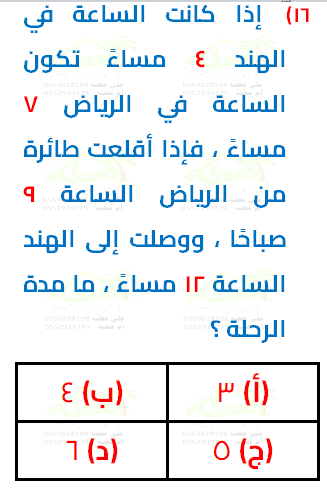 ١٦) إذا كانت الساعة في
الهند ٤ مساءً تكون
الساعة في الرياض ٧
مساءً ، فإذا أقلعت طائرة
من الرياض الساعة ٩
صباحًا ، ووصلت إلى الهند
الساعة ١٢ مساءً ، ما مدة
الرحلة ؟
(أ) ٣ (ب) ٤
(ج) ٥ (د) ٦